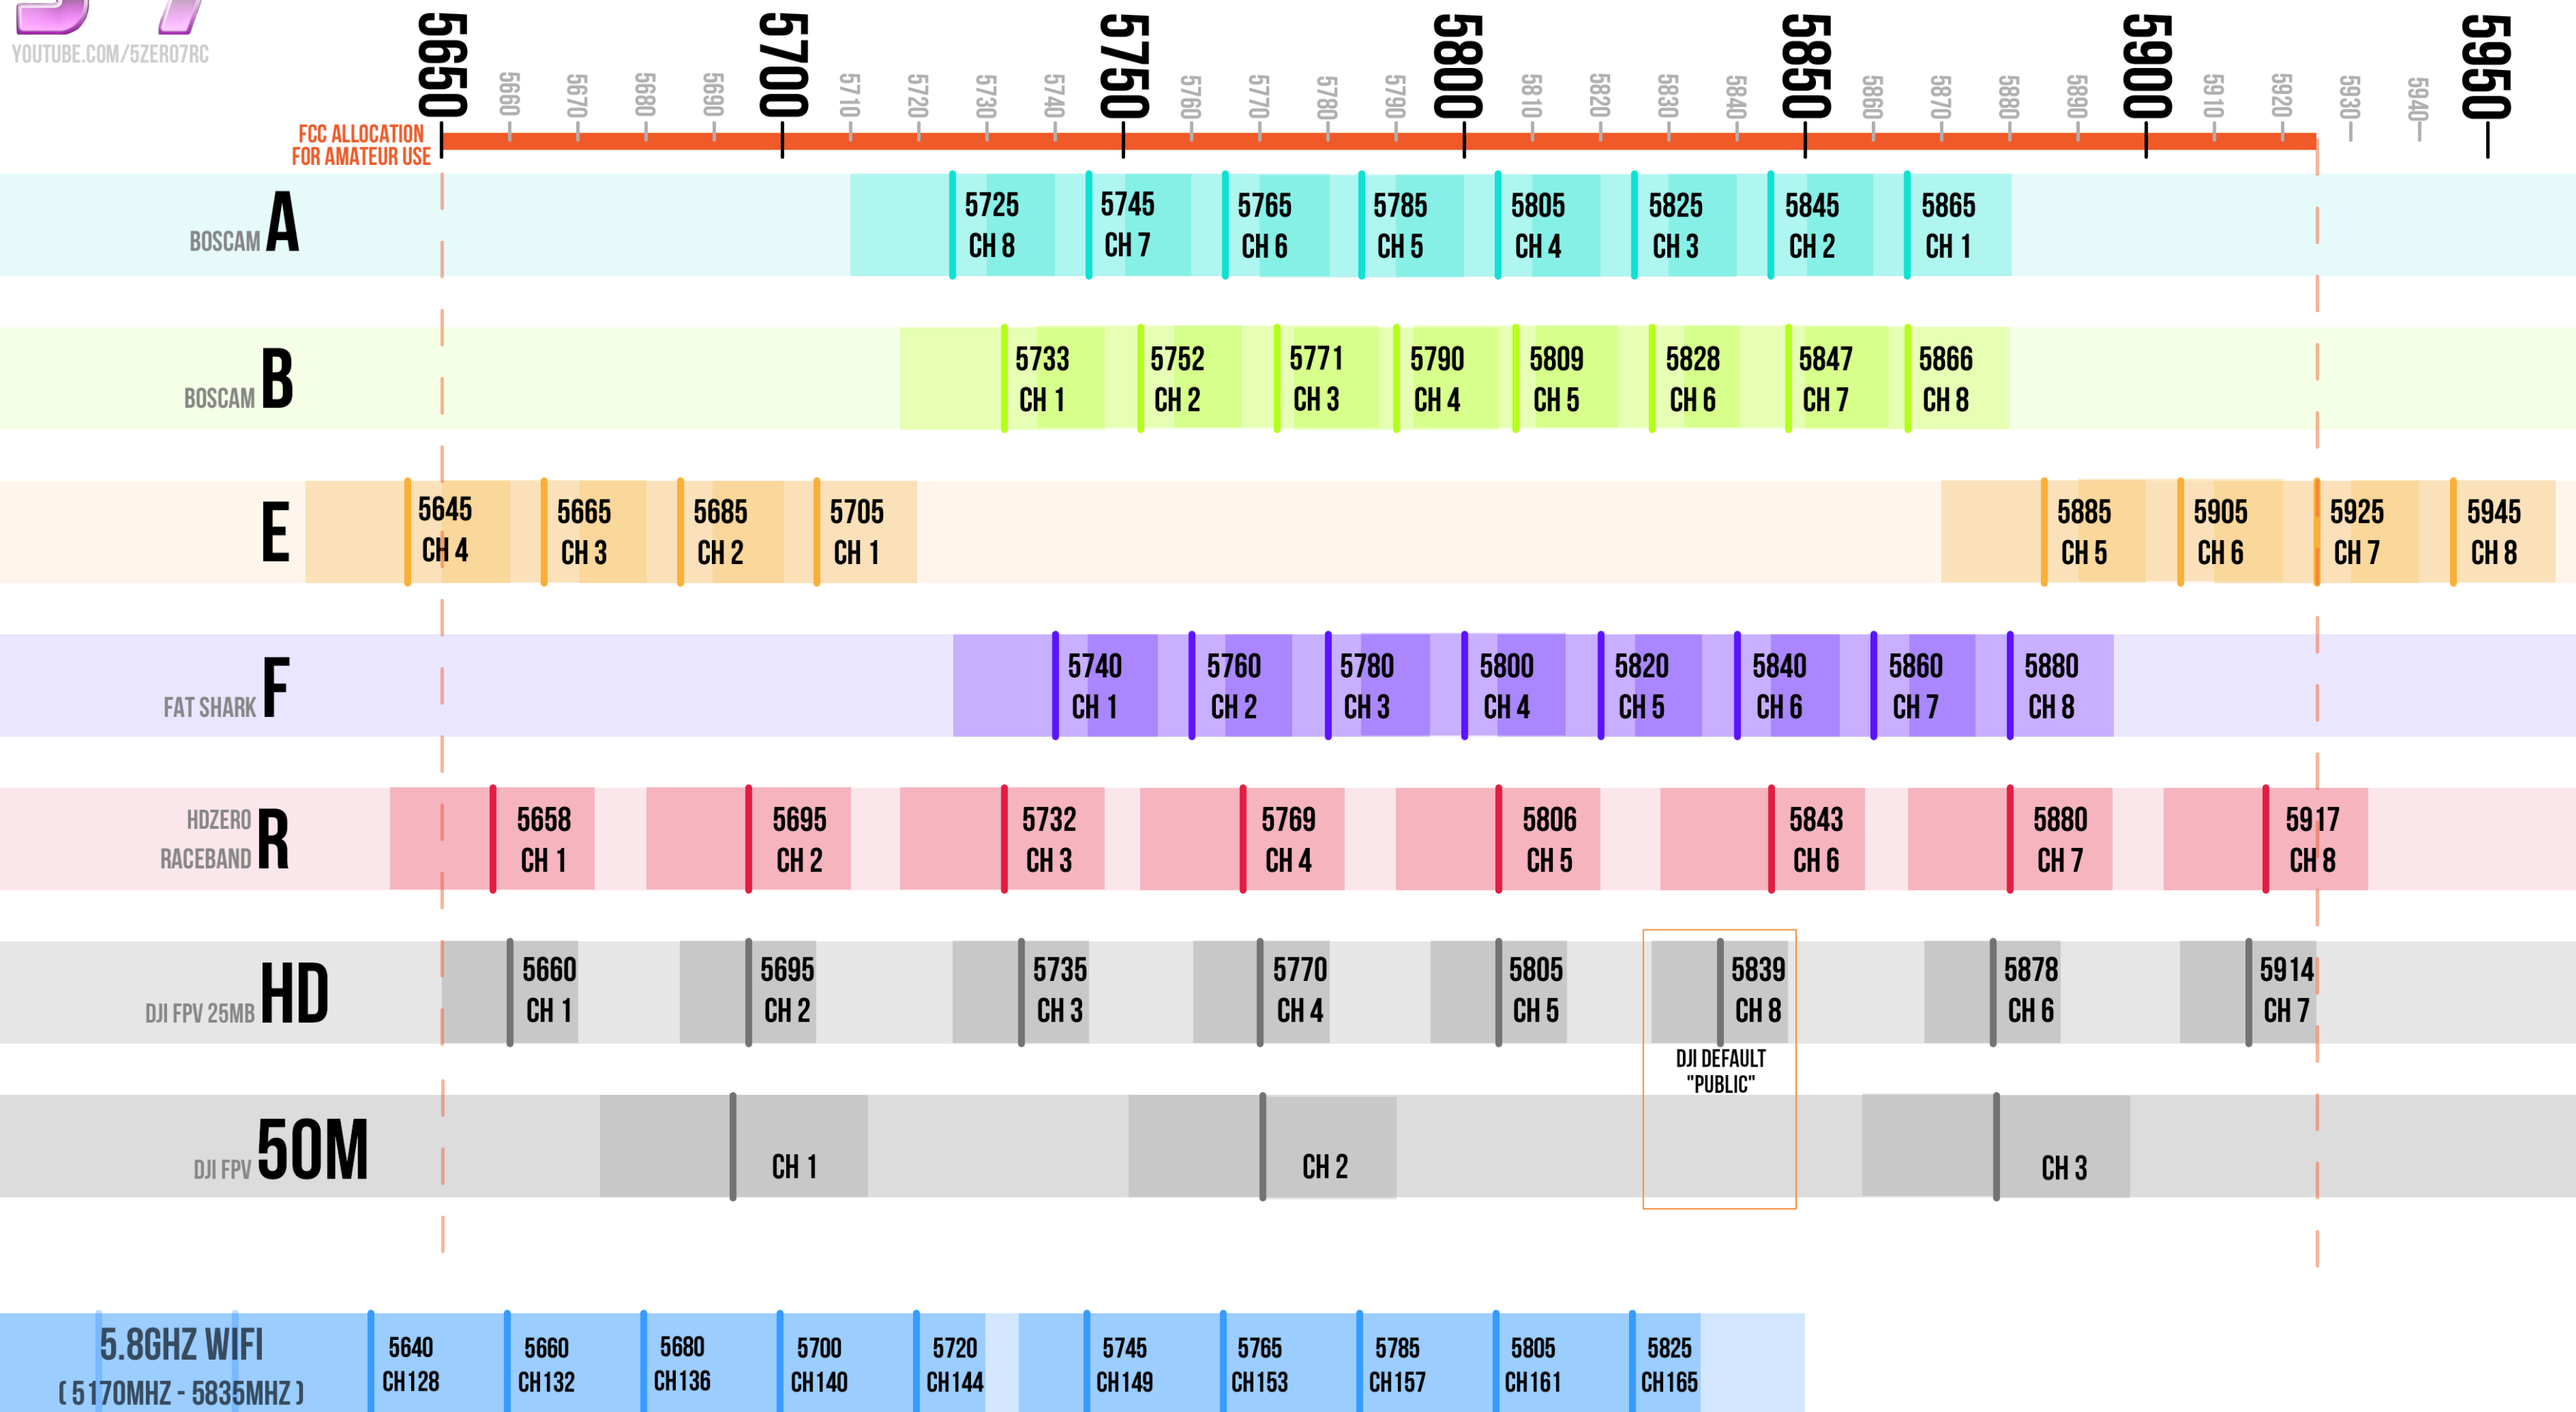 YOUTUBE.COM/5ZERO7RC
5650 5660 5670 5680 5690 5700 5710 5720 5730 5740 5750 5760 5770 5780 5790 5800 5810 5820 5830 5840 5850 5860 5870 5880 5890 5900 5910 5920 5930 5940 5950
FCC ALLOCATION
FOR AMATEUR USE
BOSCAM A
5725 5745 5765 5785 5805 5825 5845 5865
CH 8 CH 7 CH 6 CH 5 CH 4 CH 3 CH 2 CH 1
BOSCAM B
5733 5752 5771 5790 5809 5828 5847 5866
CH 1 CH 2 CH 3 CH 4 CH 5 CH 6 CH 7 CH 8
E
5645 5665 5685 5705 5885 5905 5925 5945
CH 4 CH 3 CH 2 CH 1 CH 5 CH 6 CH 7 CH 8
FAT SHARK F
5740 5760 5780 5800 5820 5840 5860 5880
CH 1 CH 2 CH 3 CH 4 CH 5 CH 6 CH 7 CH 8
HDZERO
RACEBAND R
5658 5695 5732 5769 5806 5843 5880 5917
CH 1 CH 2 CH 3 CH 4 CH 5 CH 6 CH 7 CH 8
DJI FPV 25MB HD
5660 5695 5735 5770 5805 5839 5878 5914
CH 1 CH 2 CH 3 CH 4 CH 5 CH 8 CH 6 CH 7
DJI DEFAULT
"PUBLIC"
DJI FPV 50M
CH 1 CH 2 CH 3
5.8GHZ WIFI
( 5170MHZ - 5835MHZ )
5640 5660 5680 5700 5720 5745 5765 5785 5805 5825
CH128 CH132 CH136 CH140 CH144 CH149 CH153 CH157 CH161 CH165